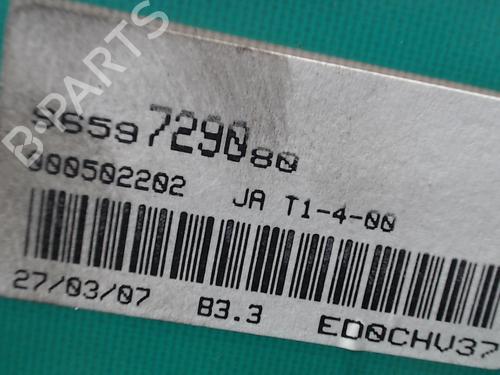 B-PARTS
9659729080
000502202 JA T1-4-00
27/03/07 B3.3 ED0CHV37